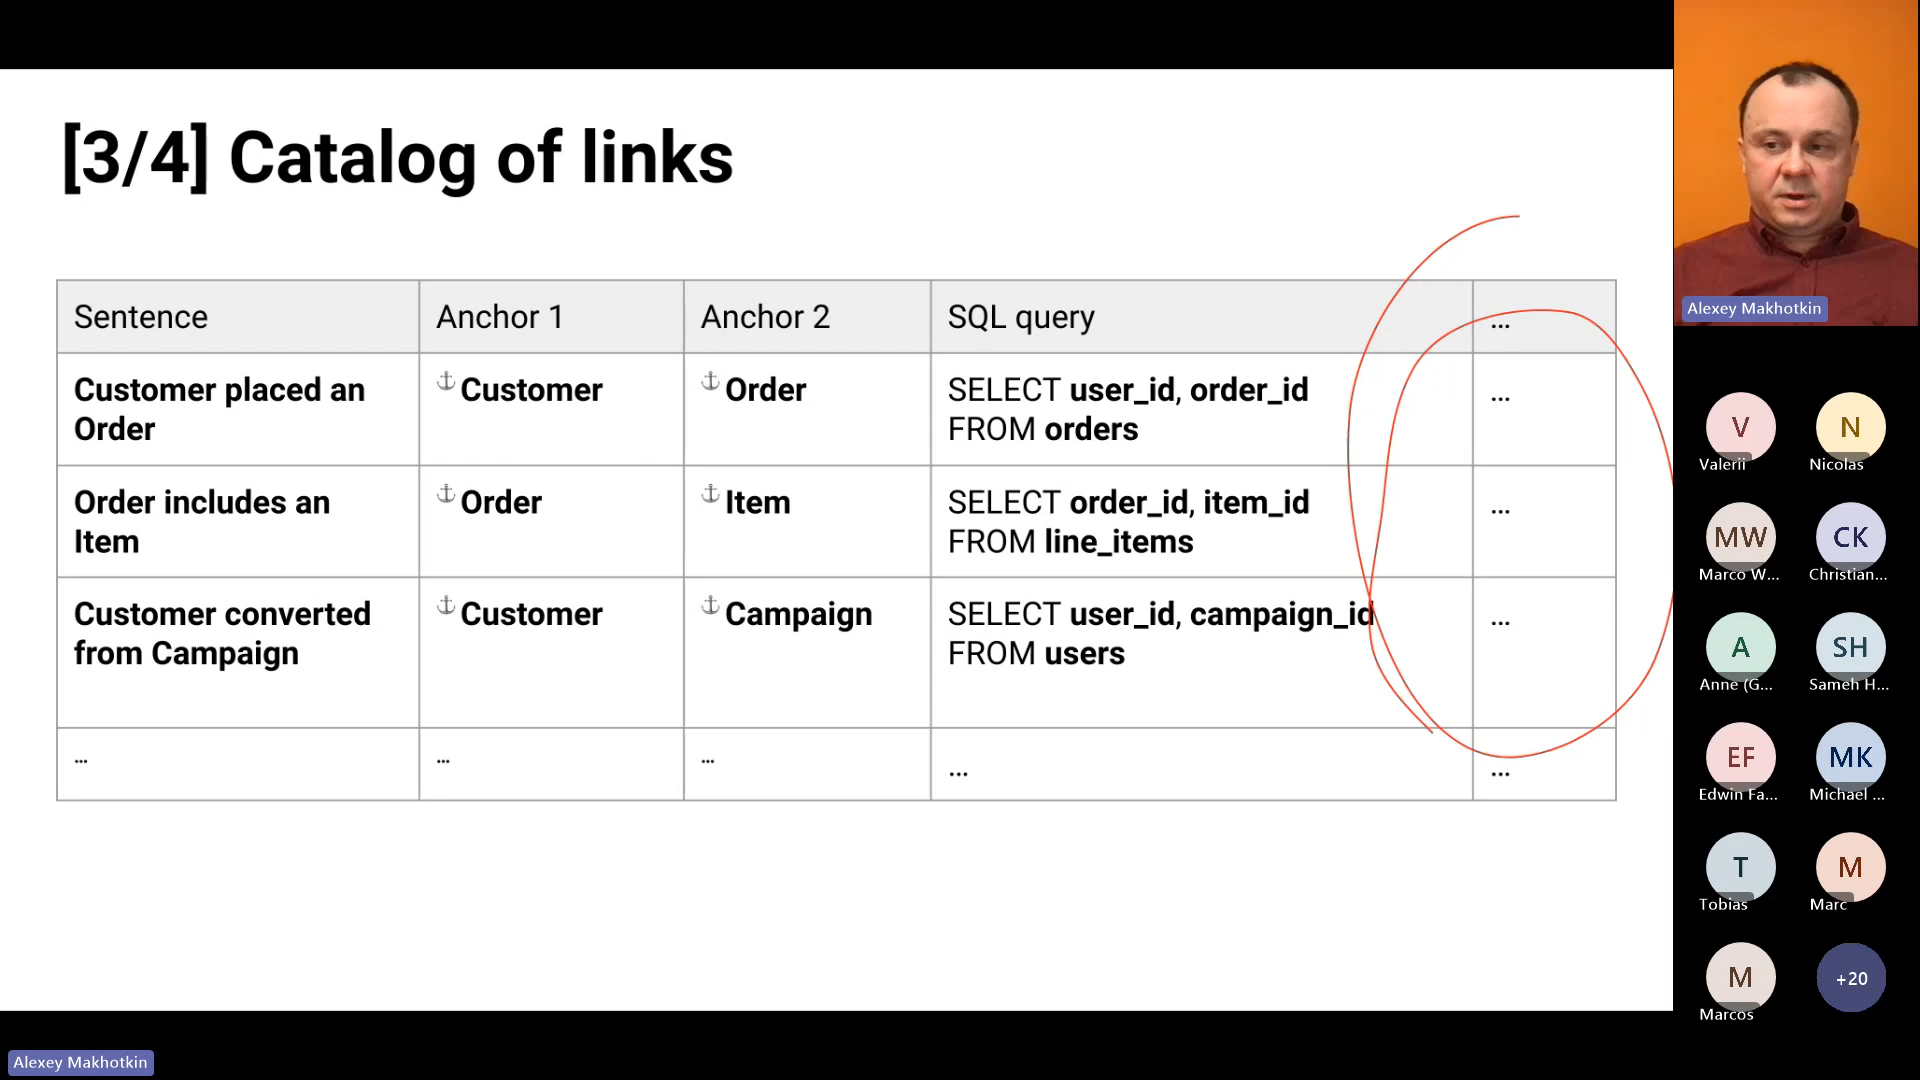 [3/4] Catalog of links
Sentence Anchor 1 Anchor 2 SQL query ...
Customer placed an Order ⚓Customer ⚓Order SELECT user_id, order_id FROM orders ...
Order includes an Item ⚓Order ⚓Item SELECT order_id, item_id FROM line_items ...
Customer converted from Campaign ⚓Customer ⚓Campaign SELECT user_id, campaign_id FROM users ...
... ... ... ... ...
Alexey Makhotkin
V N
Valerii Nicolas
MW CK
Marco W... Christian...
A SH
Anne (G... Sameh H...
EF MK
Edwin Fa... Michael ...
T M
Tobias Marc
M +20
Marcos
Alexey Makhotkin